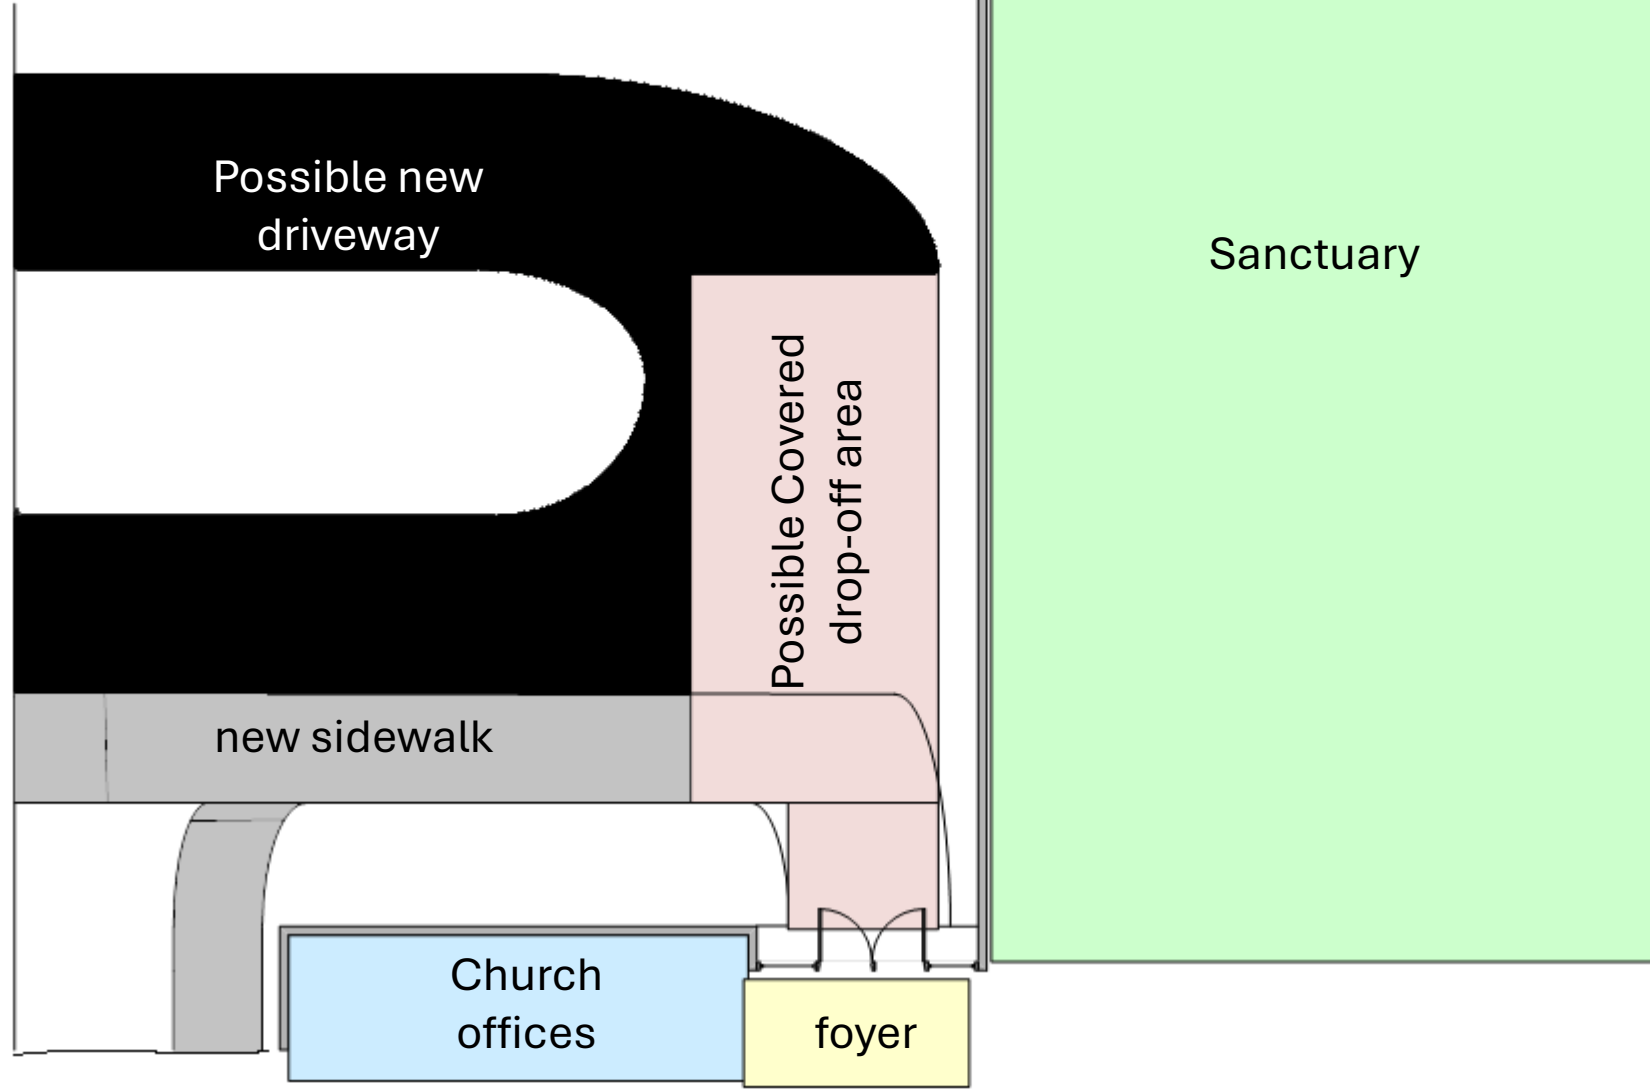 Possible new
driveway
Sanctuary
Possible Covered
drop-off area
new sidewalk
Church
offices
foyer